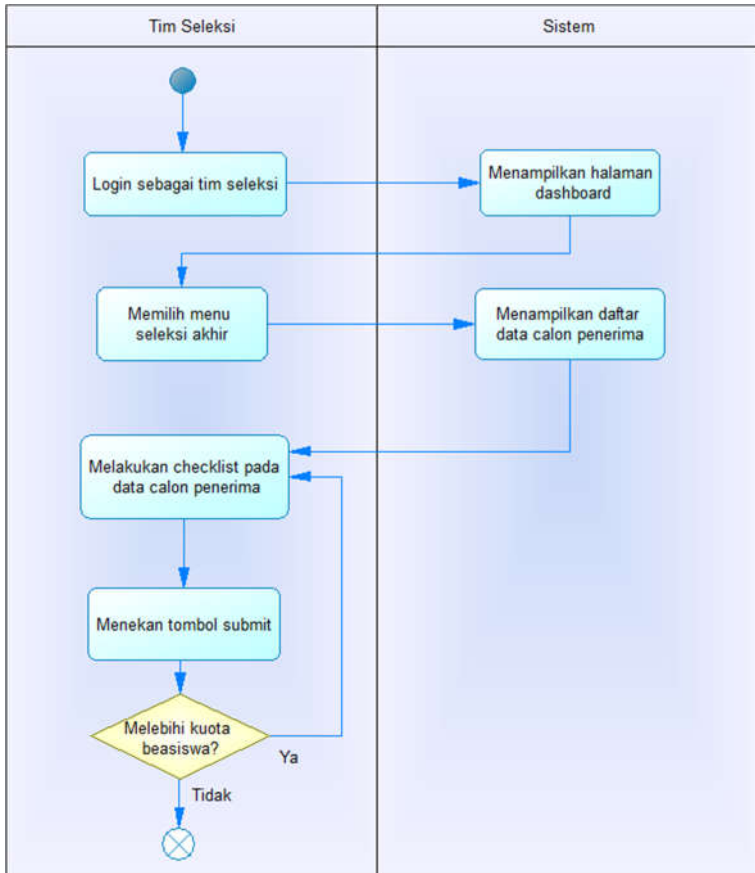 Tim Seleksi
Sistem
Login sebagai tim seleksi
Menampilkan halaman
dashboard
Memilih menu
seleksi akhir
Menampilkan daftar
data calon penerima
Melakukan checklist pada
data calon penerima
Menekan tombol submit
Melebihi kuota
beasiswa?
Ya
Tidak